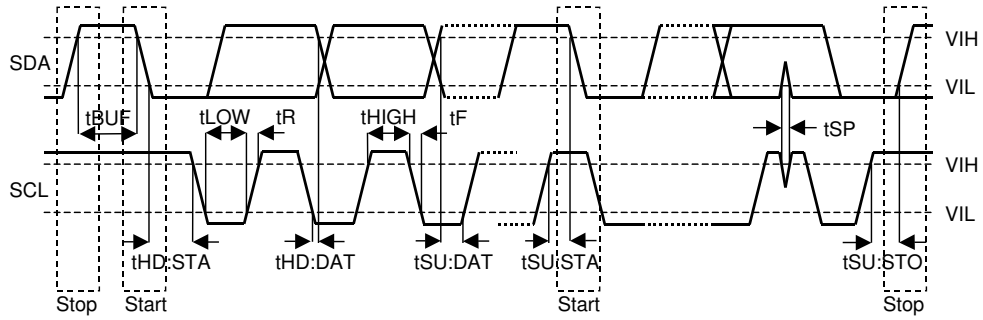 VIH
SDA
VIL
tBUF
tLOW
tR
tHIGH
tF
tSP
VIH
SCL
VIL
tHD:STA
tHD:DAT
tSU:DAT
tSU:STA
tSU:STO
Stop
Start
Start
Stop